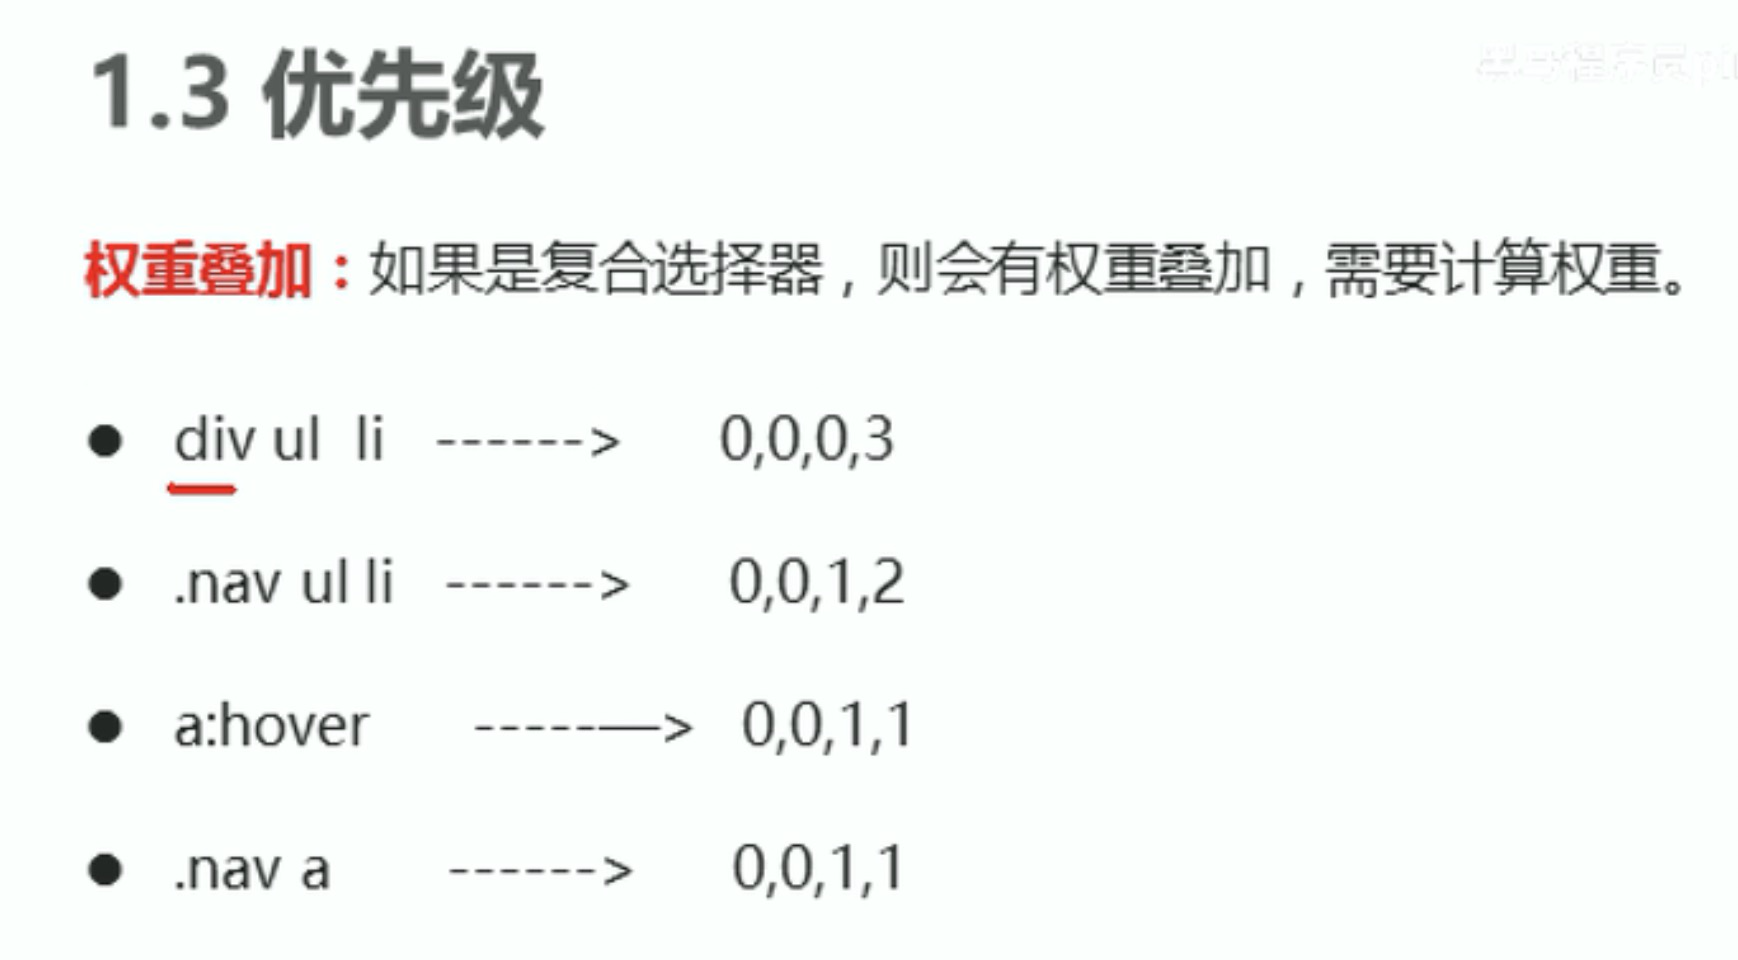 1.3 优先级
权重叠加：如果是复合选择器，则会有权重叠加，需要计算权重。
● div ul li ------> 0,0,0,3
● .nav ul li ------> 0,0,1,2
● a:hover -----—> 0,0,1,1
● .nav a ------> 0,0,1,1